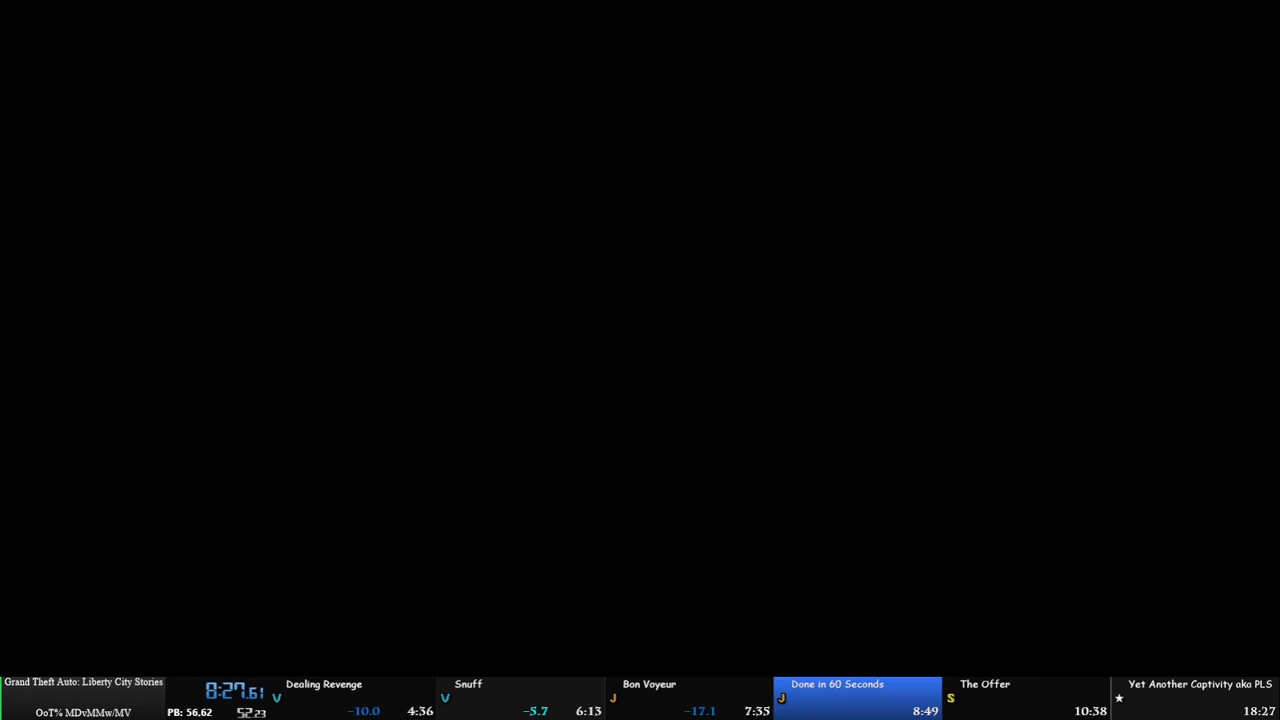 Grand Theft Auto: Liberty City Stories
OoT% MDvMMw/MV
8:27.61
PB: 56.62 52.23
Dealing Revenge
V
-10.0 4:36
Snuff
V
-5.7 6:13
Bon Voyeur
J
-17.1 7:35
Done in 60 Seconds
J
8:49
The Offer
S
10:38
Yet Another Captivity aka PLS
★
18:27